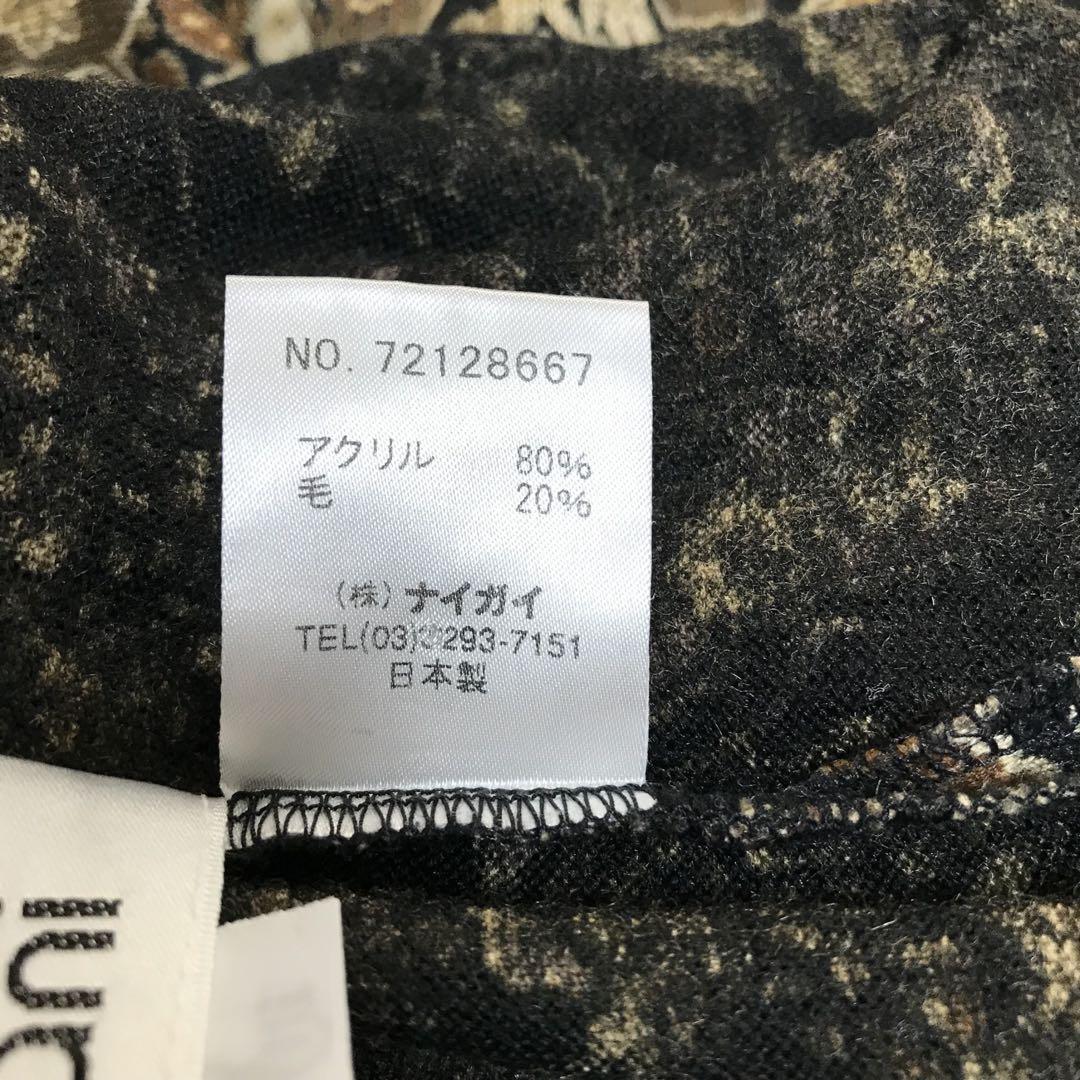 NO. 72128667
アクリル 80%
毛 20%
(株) ナイガイ
TEL(03)3293-7151
日本製